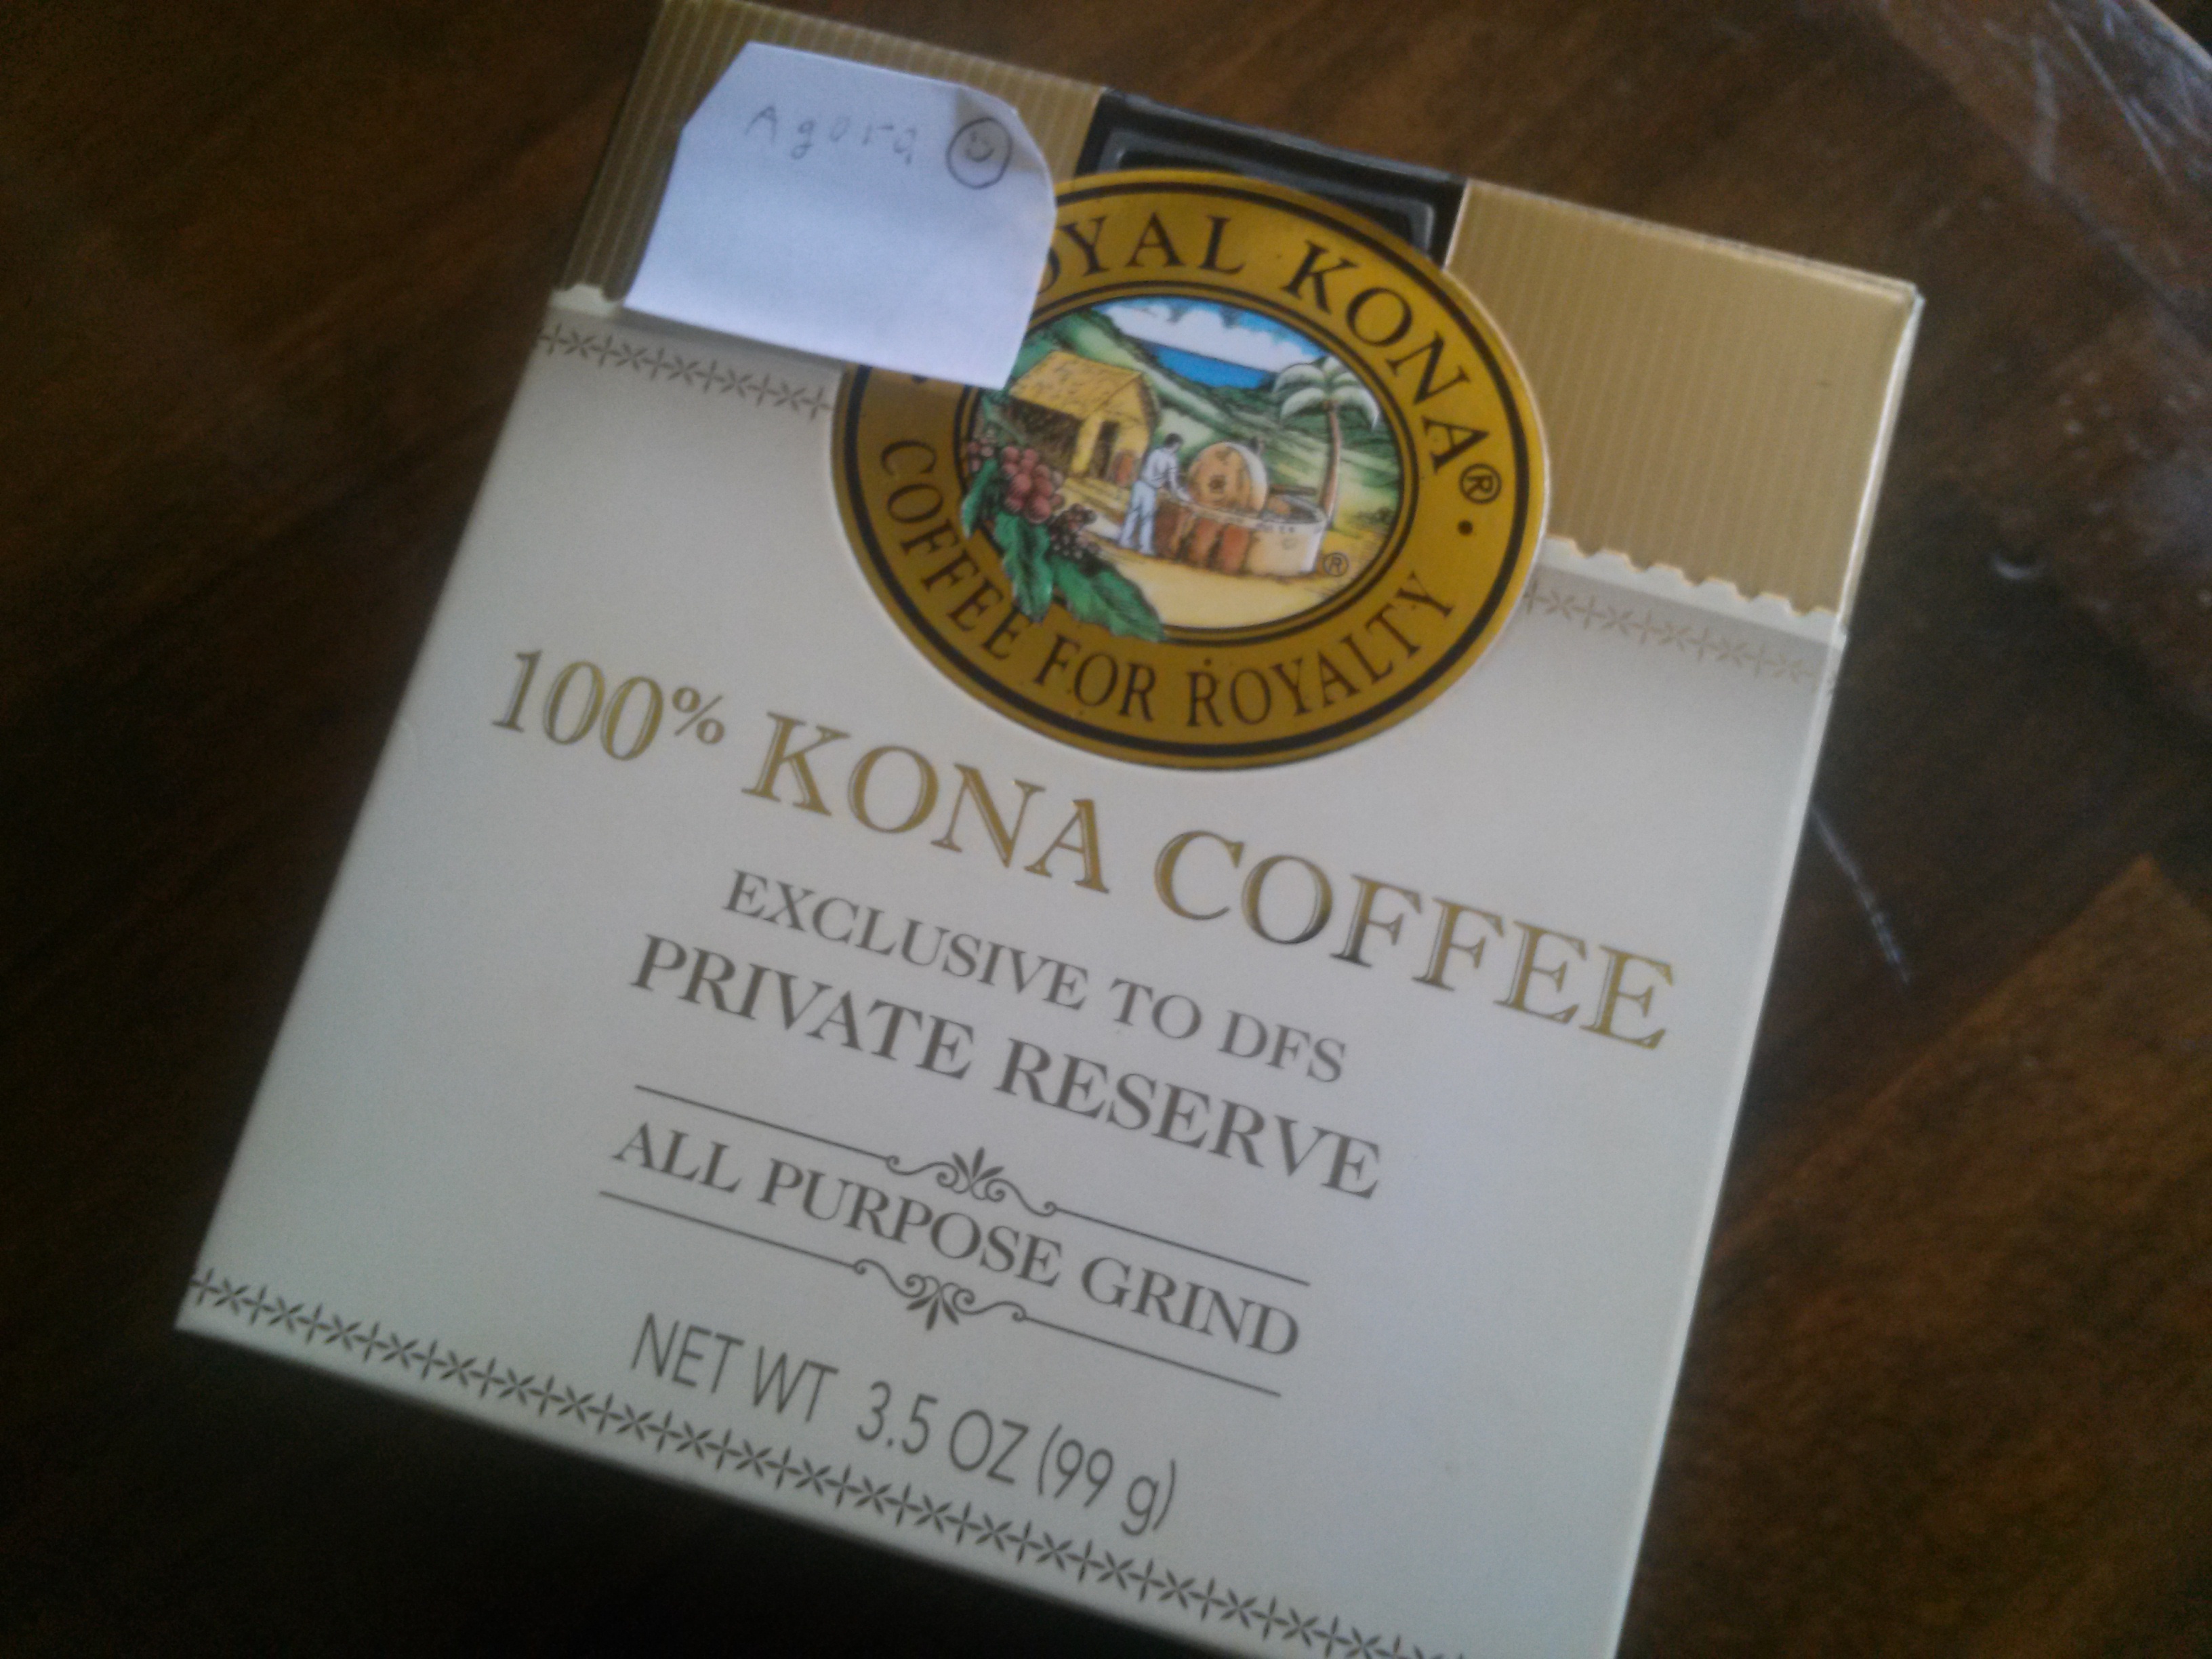 Agora
OYAL KONA®
COFFEE FOR ROYALTY
®
100% KONA COFFEE
EXCLUSIVE TO DFS
PRIVATE RESERVE
ALL PURPOSE GRIND
NET WT 3.5 OZ (99 g)